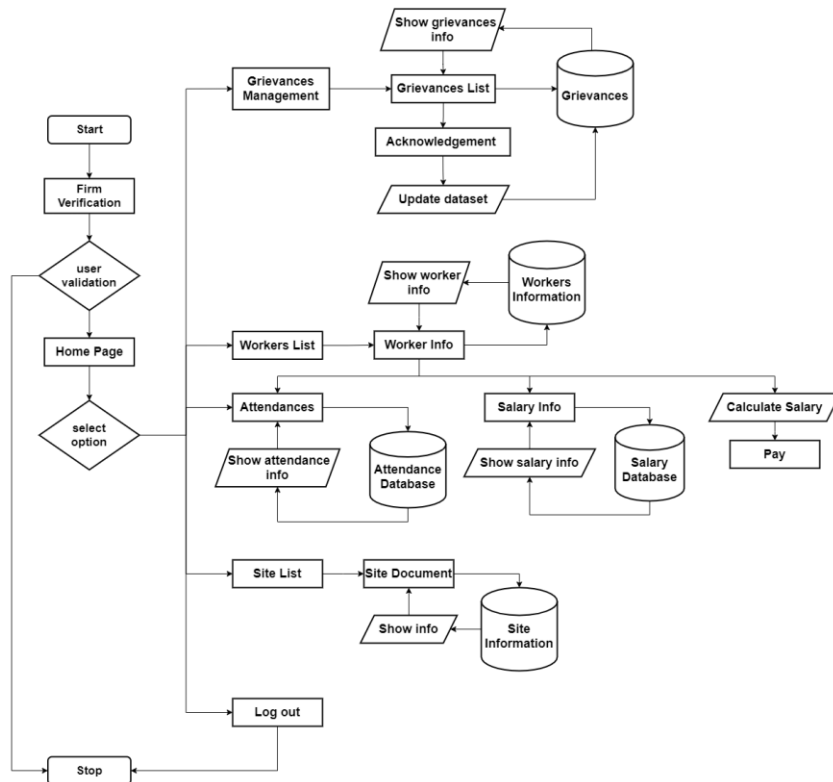 Show grievances
info
Grievances
Management
Grievances List
Grievances
Start
Acknowledgement
Firm
Verification
Update dataset
user
validation
Show worker
info
Workers
Information
Home Page
Workers List
Worker Info
select
option
Attendances
Salary Info
Calculate Salary
Show attendance
info
Attendance
Database
Show salary info
Salary
Database
Pay
Site List
Site Document
Show info
Site
Information
Log out
Stop